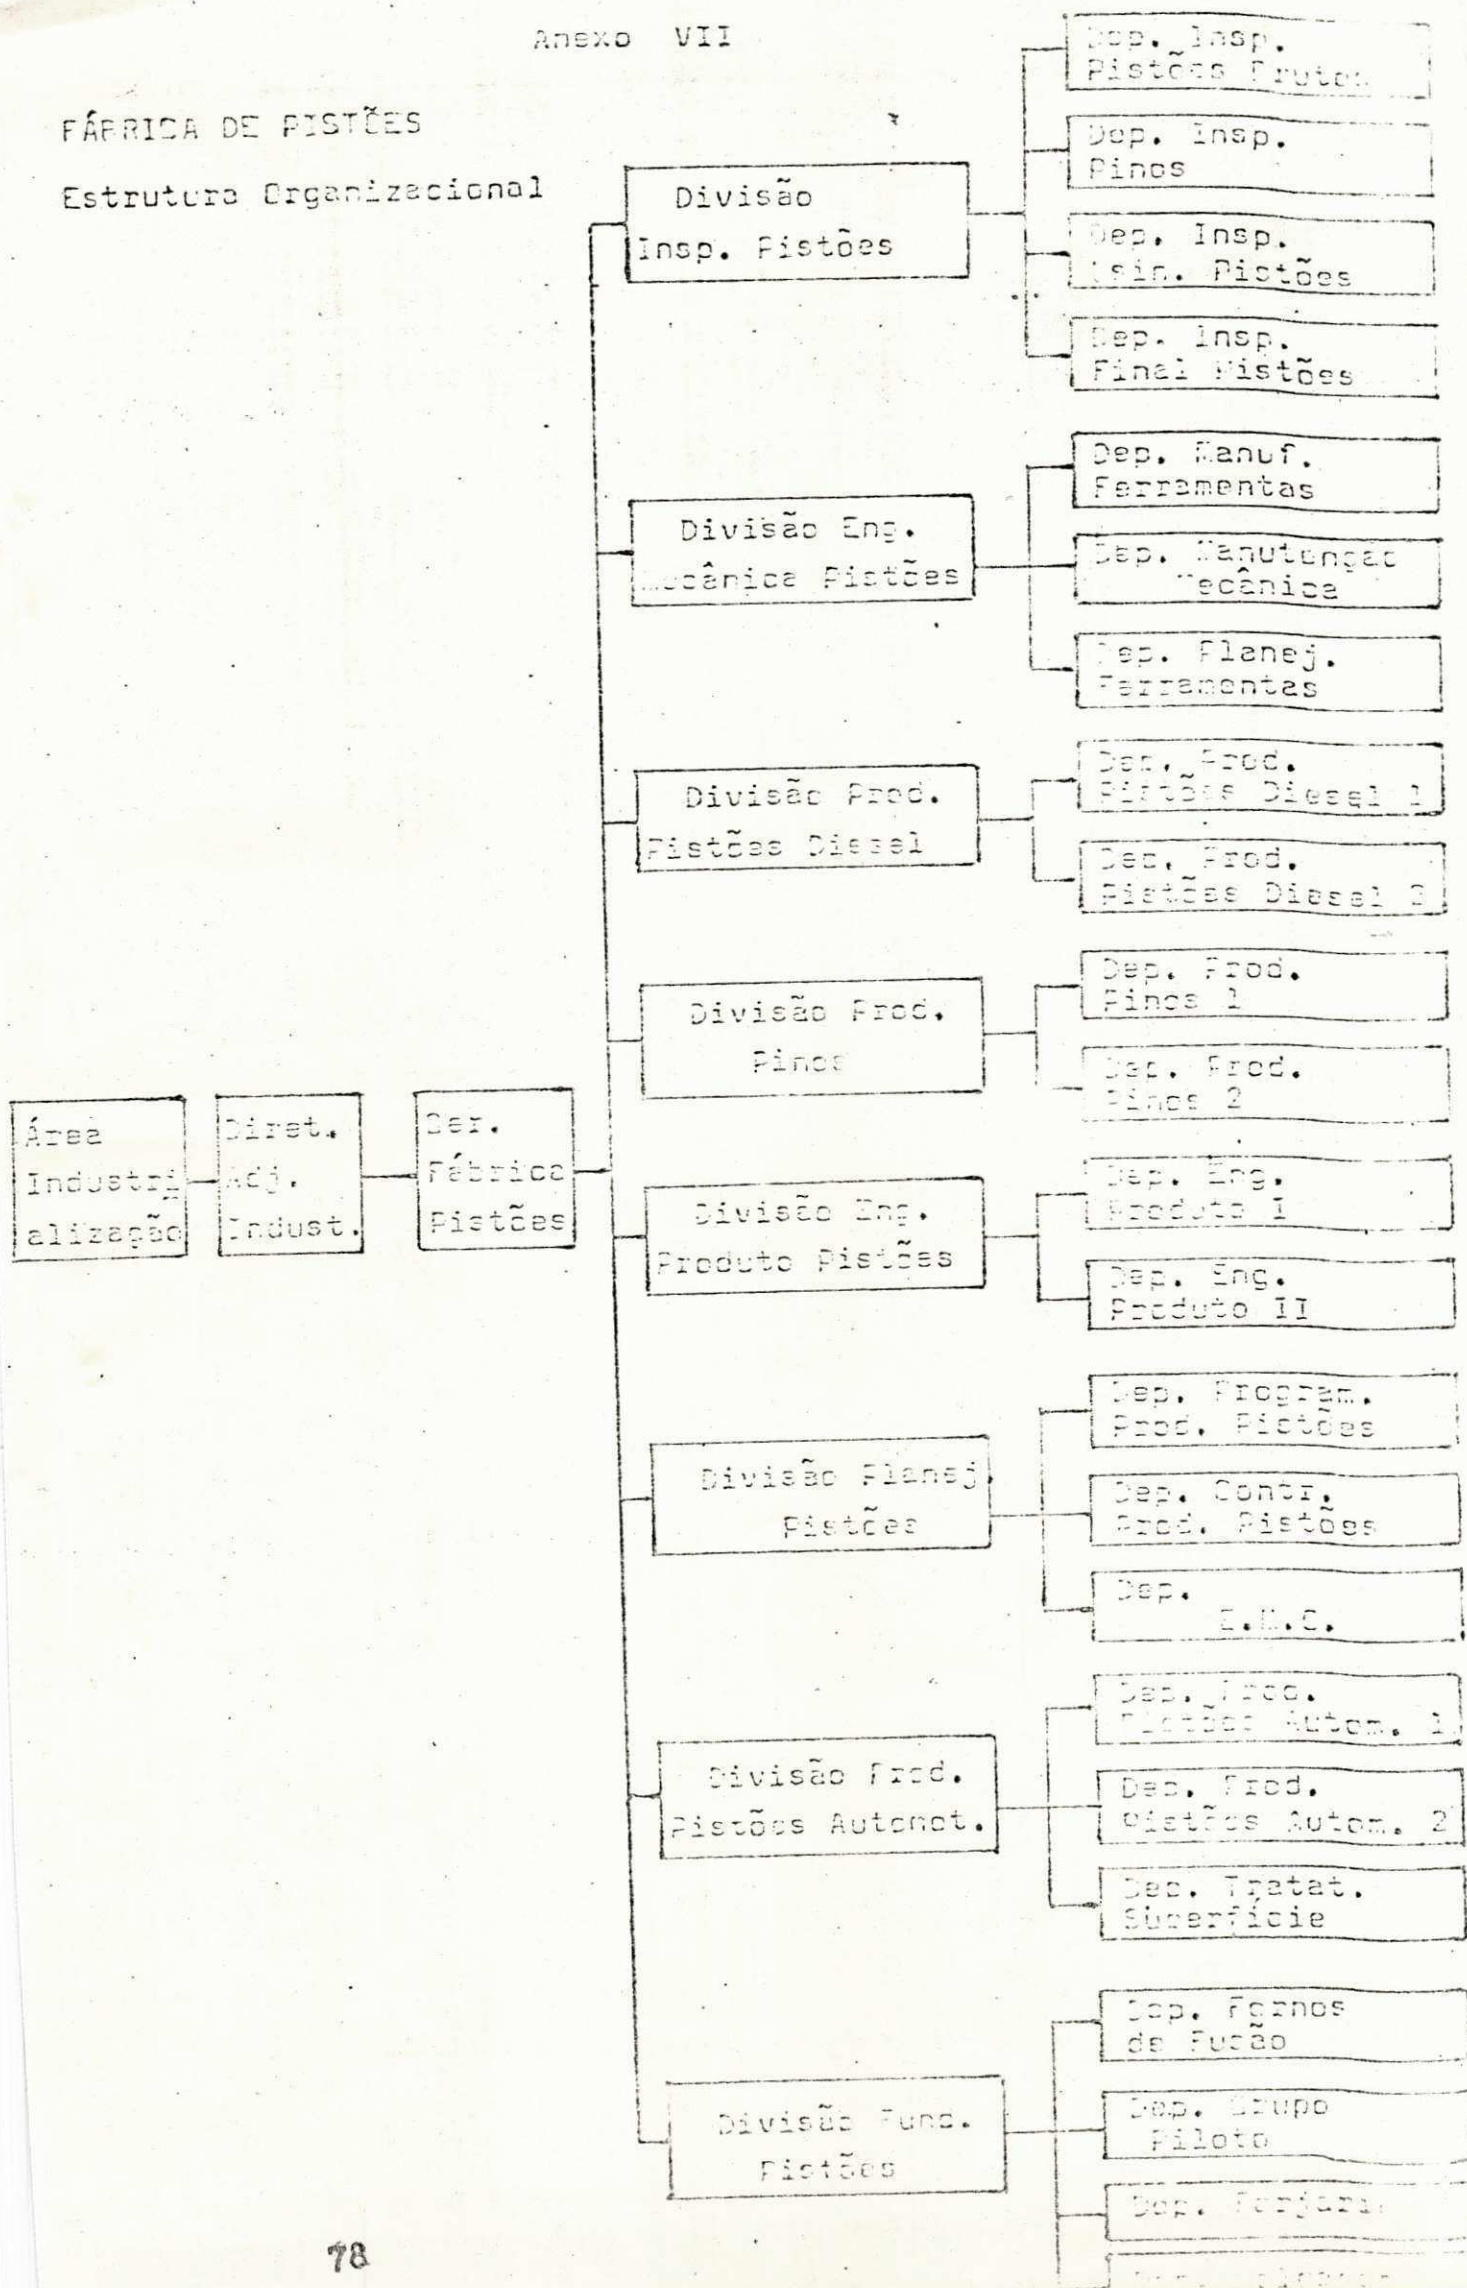 Anexo VII
FÁBRICA DE PISTÕES
Estrutura Organizacional
Área
Industri
alização
Diret.
Adj.
Indust.
Ger.
Fábrica
Pistões
Divisão
Insp. Pistões
Dep. Insp.
Pistões Brutos
Dep. Insp.
Pinos
Dep. Insp.
Usin. Pistões
Dep. Insp.
Final Pistões
Divisão Eng.
Mecânica Pistões
Dep. Manuf.
Ferramentas
Dep. Manutenção
Mecânica
Dep. Planej.
Ferramentas
Divisão Prod.
Pistões Diesel
Dep. Prod.
Pistões Diesel 1
Dep. Prod.
Pistões Diesel 2
Divisão Prod.
Pinos
Dep. Prod.
Pinos 1
Dep. Prod.
Pinos 2
Divisão Eng.
Produto Pistões
Dep. Eng.
Produto I
Dep. Eng.
Produto II
Divisão Planej.
Pistões
Dep. Program.
Prod. Pistões
Dep. Contr.
Prod. Pistões
Dep.
Divisão Prod.
Pistões Automot.
Dep. Prod.
Pistões Autom. 1
Dep. Prod.
Pistões Autom. 2
Dep. Tratat.
Superfície
Divisão Fund.
Pistões
Dep. Fornos
de Fusão
Dep. Grupo
Piloto
Dep.
78